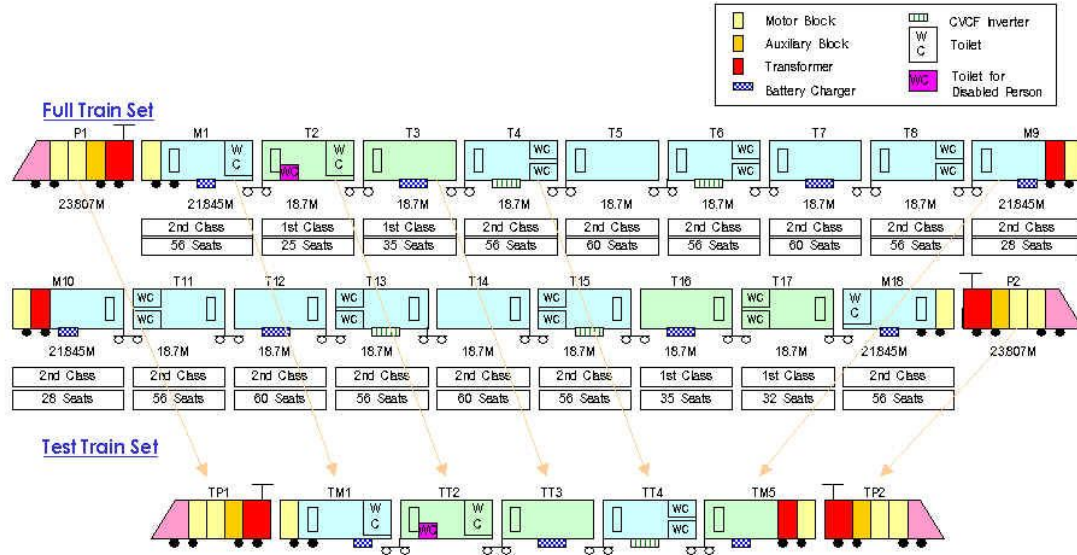 Motor Block
Auxiliary Block
Transformer
Battery Charger
CVCF Inverter
W C Toilet
WC Toilet for Disabled Person
Full Train Set
P1 M1 T2 T3 T4 T5 T6 T7 T8 M9
W C WC W C WC WC WC WC WC WC
23.807M 21.845M 18.7M 18.7M 18.7M 18.7M 18.7M 18.7M 18.7M 21.845M
2nd Class 1st Class 1st Class 2nd Class 2nd Class 2nd Class 2nd Class 2nd Class 2nd Class
56 Seats 25 Seats 35 Seats 56 Seats 60 Seats 56 Seats 60 Seats 56 Seats 28 Seats
M10 T11 T12 T13 T14 T15 T16 T17 M18 P2
WC WC WC WC WC WC WC WC W C
21.845M 18.7M 18.7M 18.7M 18.7M 18.7M 18.7M 18.7M 21.845M 23.807M
2nd Class 2nd Class 2nd Class 2nd Class 2nd Class 2nd Class 1st Class 1st Class 2nd Class
28 Seats 56 Seats 60 Seats 56 Seats 60 Seats 56 Seats 35 Seats 32 Seats 56 Seats
Test Train Set
TP1 TM1 TT2 TT3 TT4 TM5 TP2
W C WC W C WC WC